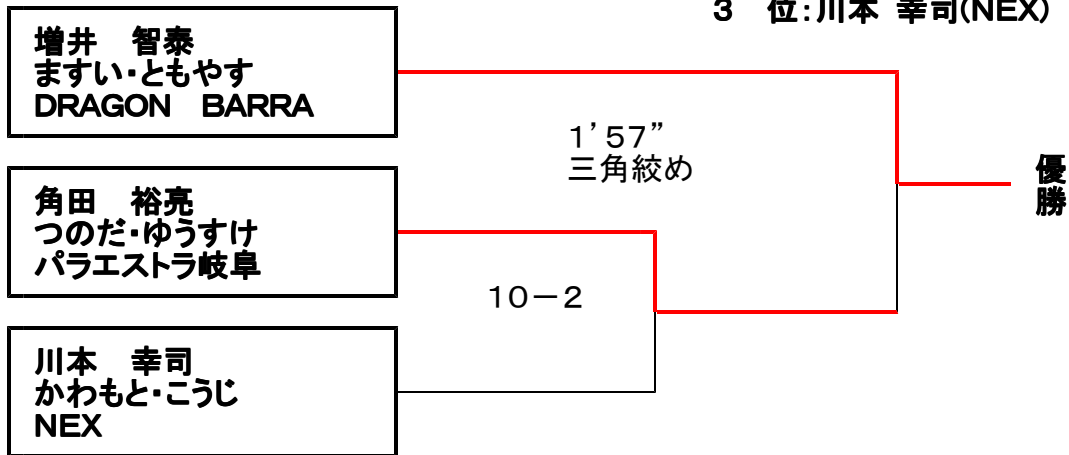 3　位：川本 幸司(NEX)
増井　智泰
ますい・ともやす
DRAGON　BARRA
1’57”
三角絞め
優勝
角田　裕亮
つのだ・ゆうすけ
パラエストラ岐阜
10－2
川本　幸司
かわもと・こうじ
NEX